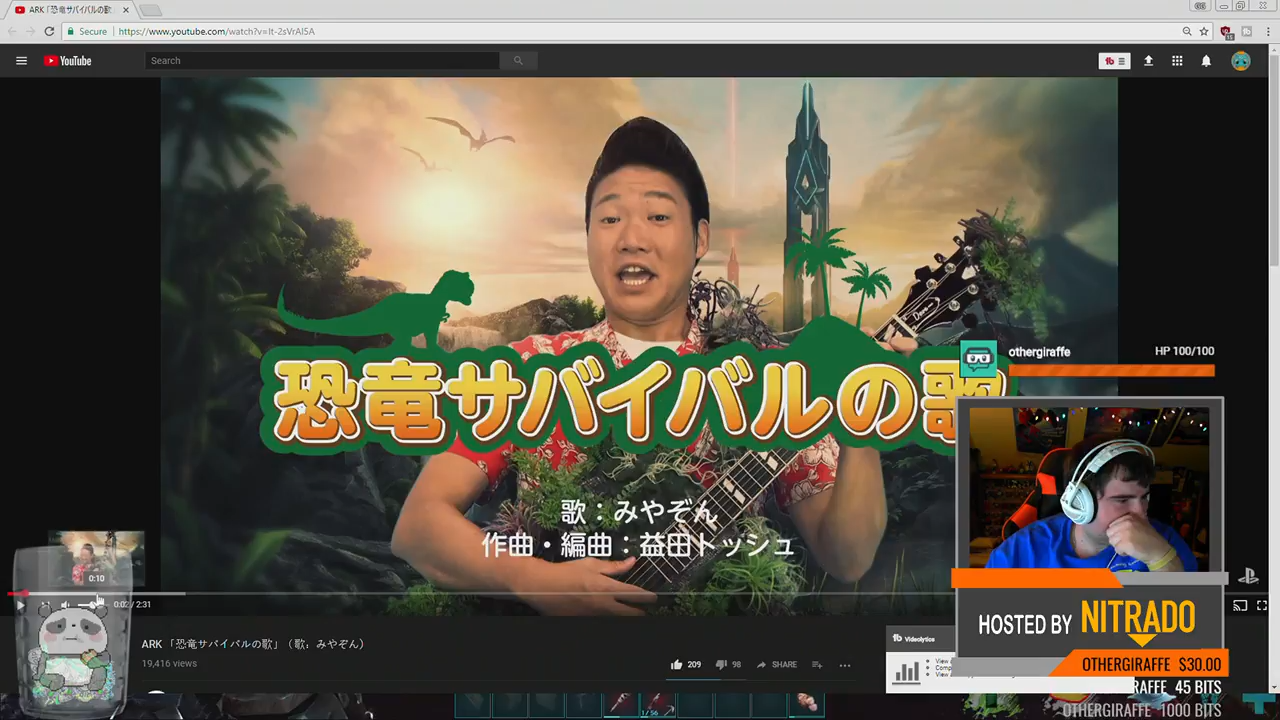 ARK「恐竜サバイバルの歌
Secure
https://www.youtube.com/watch?v=It-2sVrAI5A
YouTube
Search
恐竜サバイバルの歌
歌：みやぞん
作曲・編曲：益田トッシュ
othergiraffe
HP 100/100
0:10
0:02 / 2:31
ARK「恐竜サバイバルの歌」（歌：みやぞん）
19,416 views
209
98
SHARE
Videolytics
HOSTED BY NITRADO
OTHERGIRAFFE $30.00
IRAFFE 45 BITS
OTHERGIRAFFE 1000 BITS